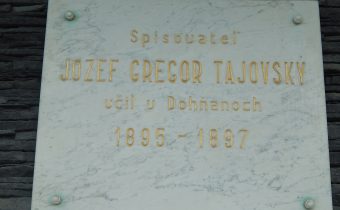 Spisovateľ
JOZEF GREGOR TAJOVSKÝ
učil v Dohňanoch
1895 - 1897